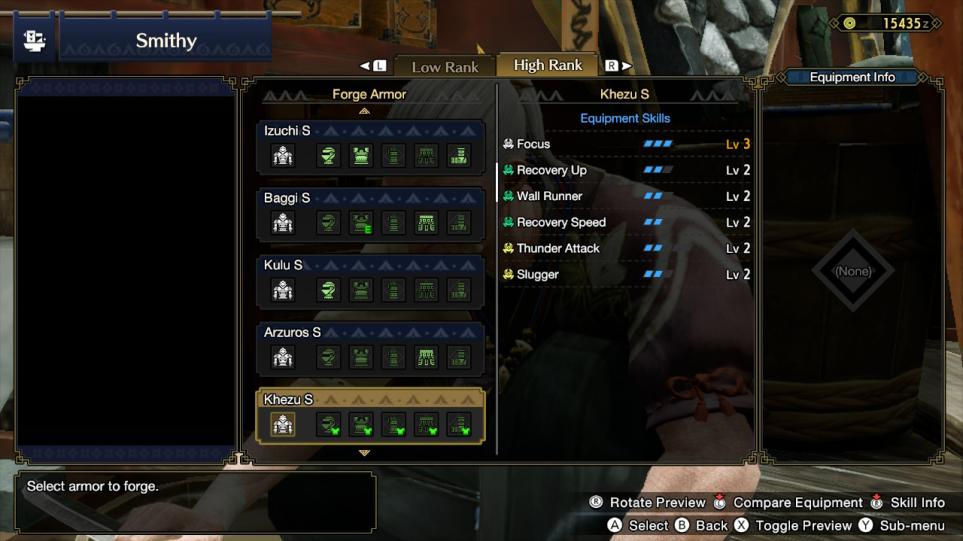 Smithy
15435z
L Low Rank High Rank R
Forge Armor
Izuchi S
Baggi S
E
Kulu S
Arzuros S
Khezu S
Khezu S
Equipment Skills
Focus Lv 3
Recovery Up Lv 2
Wall Runner Lv 2
Recovery Speed Lv 2
Thunder Attack Lv 2
Slugger Lv 2
Equipment Info
(None)
Select armor to forge.
R Rotate Preview Compare Equipment Skill Info
A Select B Back X Toggle Preview Y Sub-menu